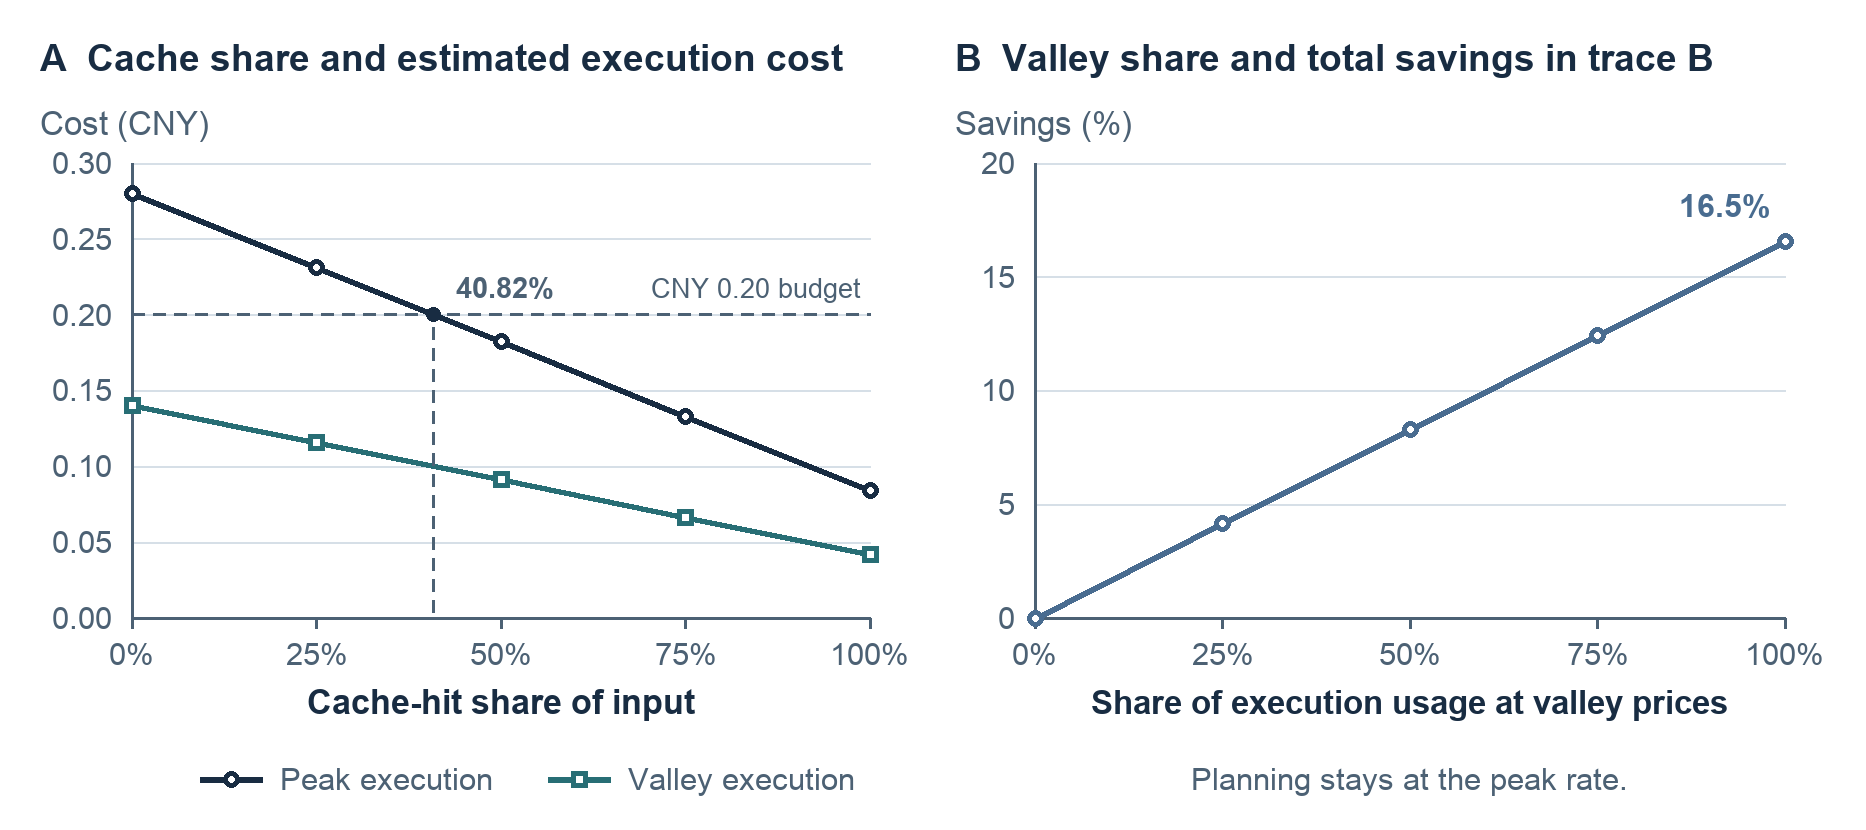 A Cache share and estimated execution cost
Cost (CNY)
0.30
0.25
0.20
0.15
0.10
0.05
0.00
40.82%
CNY 0.20 budget
0%
25%
50%
75%
100%
Cache-hit share of input
Peak execution
Valley execution
B Valley share and total savings in trace B
Savings (%)
20
15
10
5
0
16.5%
0%
25%
50%
75%
100%
Share of execution usage at valley prices
Planning stays at the peak rate.